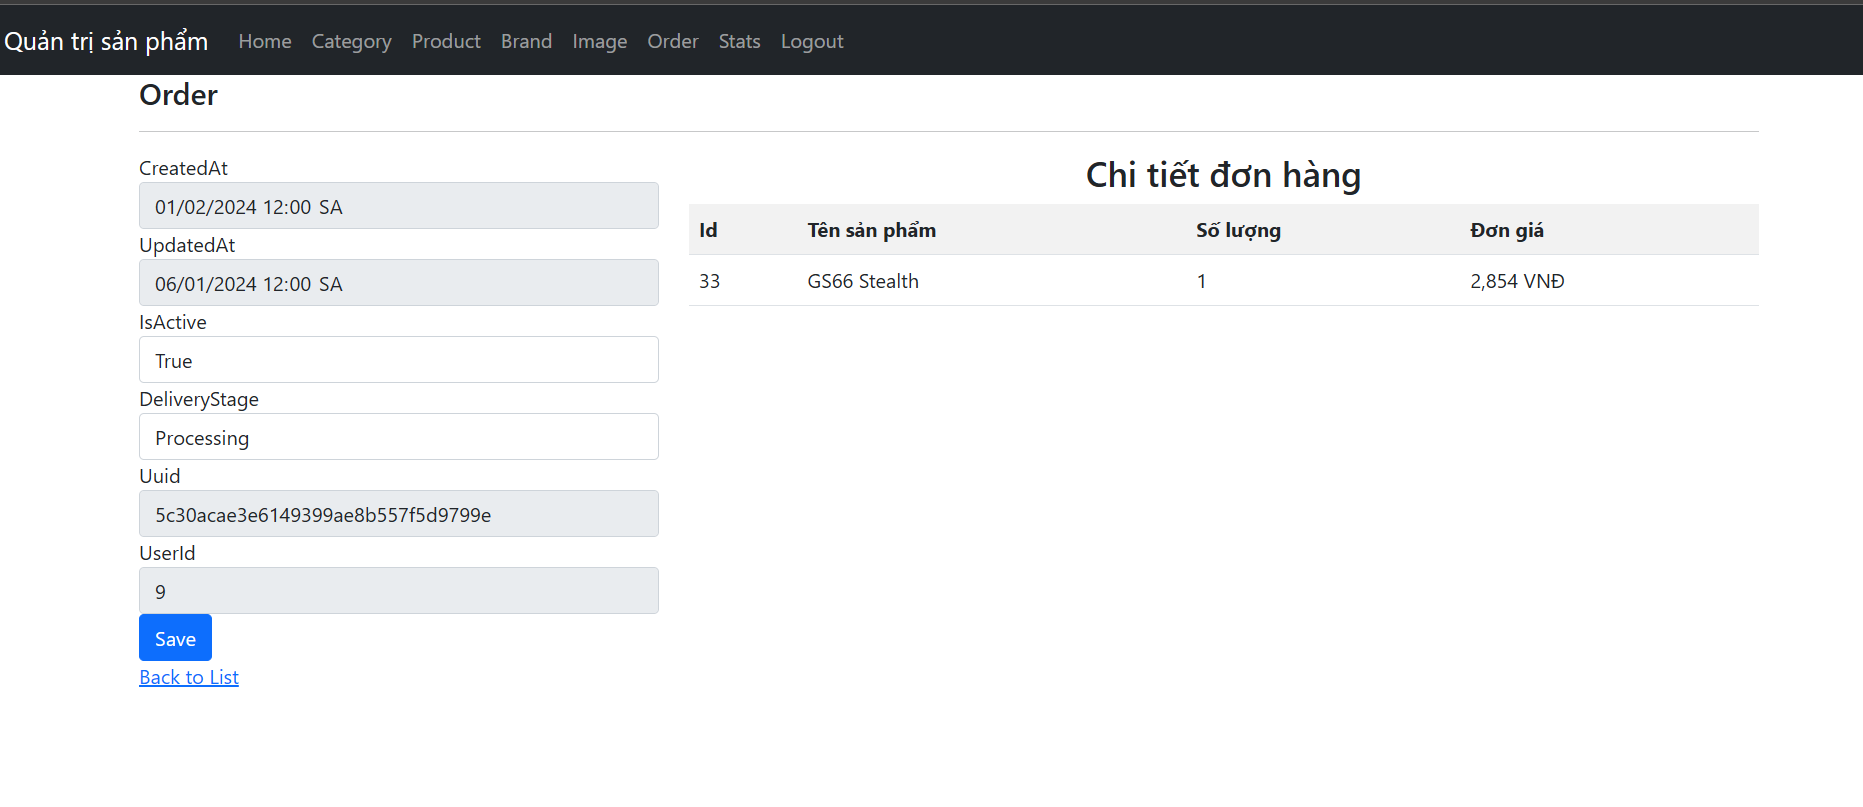 Quản trị sản phẩm Home Category Product Brand Image Order Stats Logout
Order
CreatedAt
01/02/2024 12:00 SA
UpdatedAt
06/01/2024 12:00 SA
IsActive
True
DeliveryStage
Processing
Uuid
5c30acae3e6149399ae8b557f5d9799e
UserId
9
Save
Back to List
Chi tiết đơn hàng
Id Tên sản phẩm Số lượng Đơn giá
33 GS66 Stealth 1 2,854 VNĐ